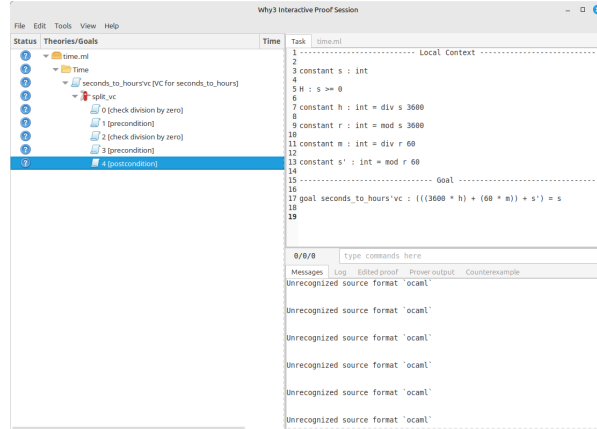 Why3 Interactive Proof Session
File Edit Tools View Help
Status Theories/Goals Time
time.ml
Time
seconds_to_hours'vc [VC for seconds_to_hours]
split_vc
0 [check division by zero]
1 [precondition]
2 [check division by zero]
3 [precondition]
4 [postcondition]
Task time.ml
1 --------------------------- Local Context ---------------------------
2
3 constant s : int
4
5 H : s >= 0
6
7 constant h : int = div s 3600
8
9 constant r : int = mod s 3600
10
11 constant m : int = div r 60
12
13 constant s' : int = mod r 60
14
15 ------------------------------- Goal -------------------------------
16
17 goal seconds_to_hours'vc : (((3600 * h) + (60 * m)) + s') = s
18
19
0/0/0 type commands here
Messages Log Edited proof Prover output Counterexample
Unrecognized source format `ocaml`
Unrecognized source format `ocaml`
Unrecognized source format `ocaml`
Unrecognized source format `ocaml`
Unrecognized source format `ocaml`
Unrecognized source format `ocaml`